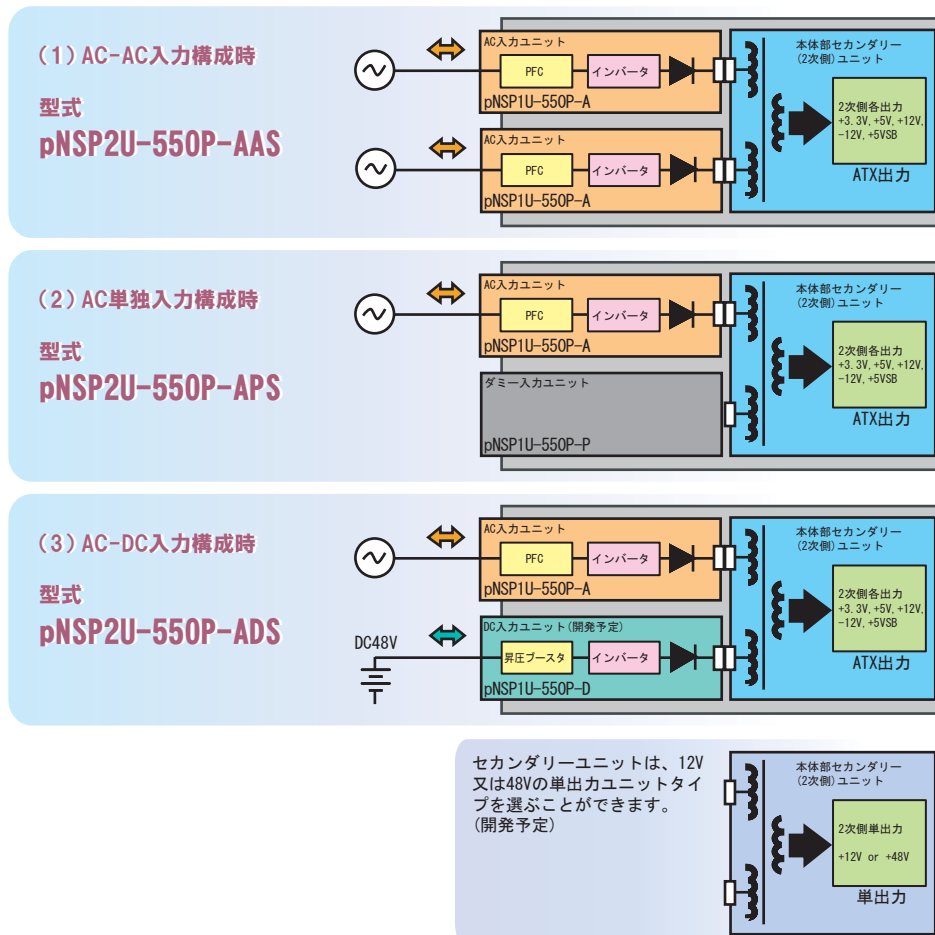 (1)AC-AC入力構成時
型式
pNSP2U-550P-AAS
AC入力ユニット
PFC
インバータ
pNSP1U-550P-A
AC入力ユニット
PFC
インバータ
pNSP1U-550P-A
本体部セカンダリー
(2次側)ユニット
2次側各出力
+3.3V,+5V,+12V,
-12V,+5VSB
ATX出力
(2)AC単独入力構成時
型式
pNSP2U-550P-APS
AC入力ユニット
PFC
インバータ
pNSP1U-550P-A
ダミー入力ユニット
pNSP1U-550P-P
本体部セカンダリー
(2次側)ユニット
2次側各出力
+3.3V,+5V,+12V,
-12V,+5VSB
ATX出力
(3)AC-DC入力構成時
型式
pNSP2U-550P-ADS
AC入力ユニット
PFC
インバータ
pNSP1U-550P-A
DC48V
DC入力ユニット(開発予定)
昇圧ブースタ
インバータ
pNSP1U-550P-D
本体部セカンダリー
(2次側)ユニット
2次側各出力
+3.3V,+5V,+12V,
-12V,+5VSB
ATX出力
セカンダリーユニットは、12V
又は48Vの単出力ユニットタイ
プを選ぶことができます。
(開発予定)
本体部セカンダリー
(2次側)ユニット
2次側単出力
+12V or +48V
単出力